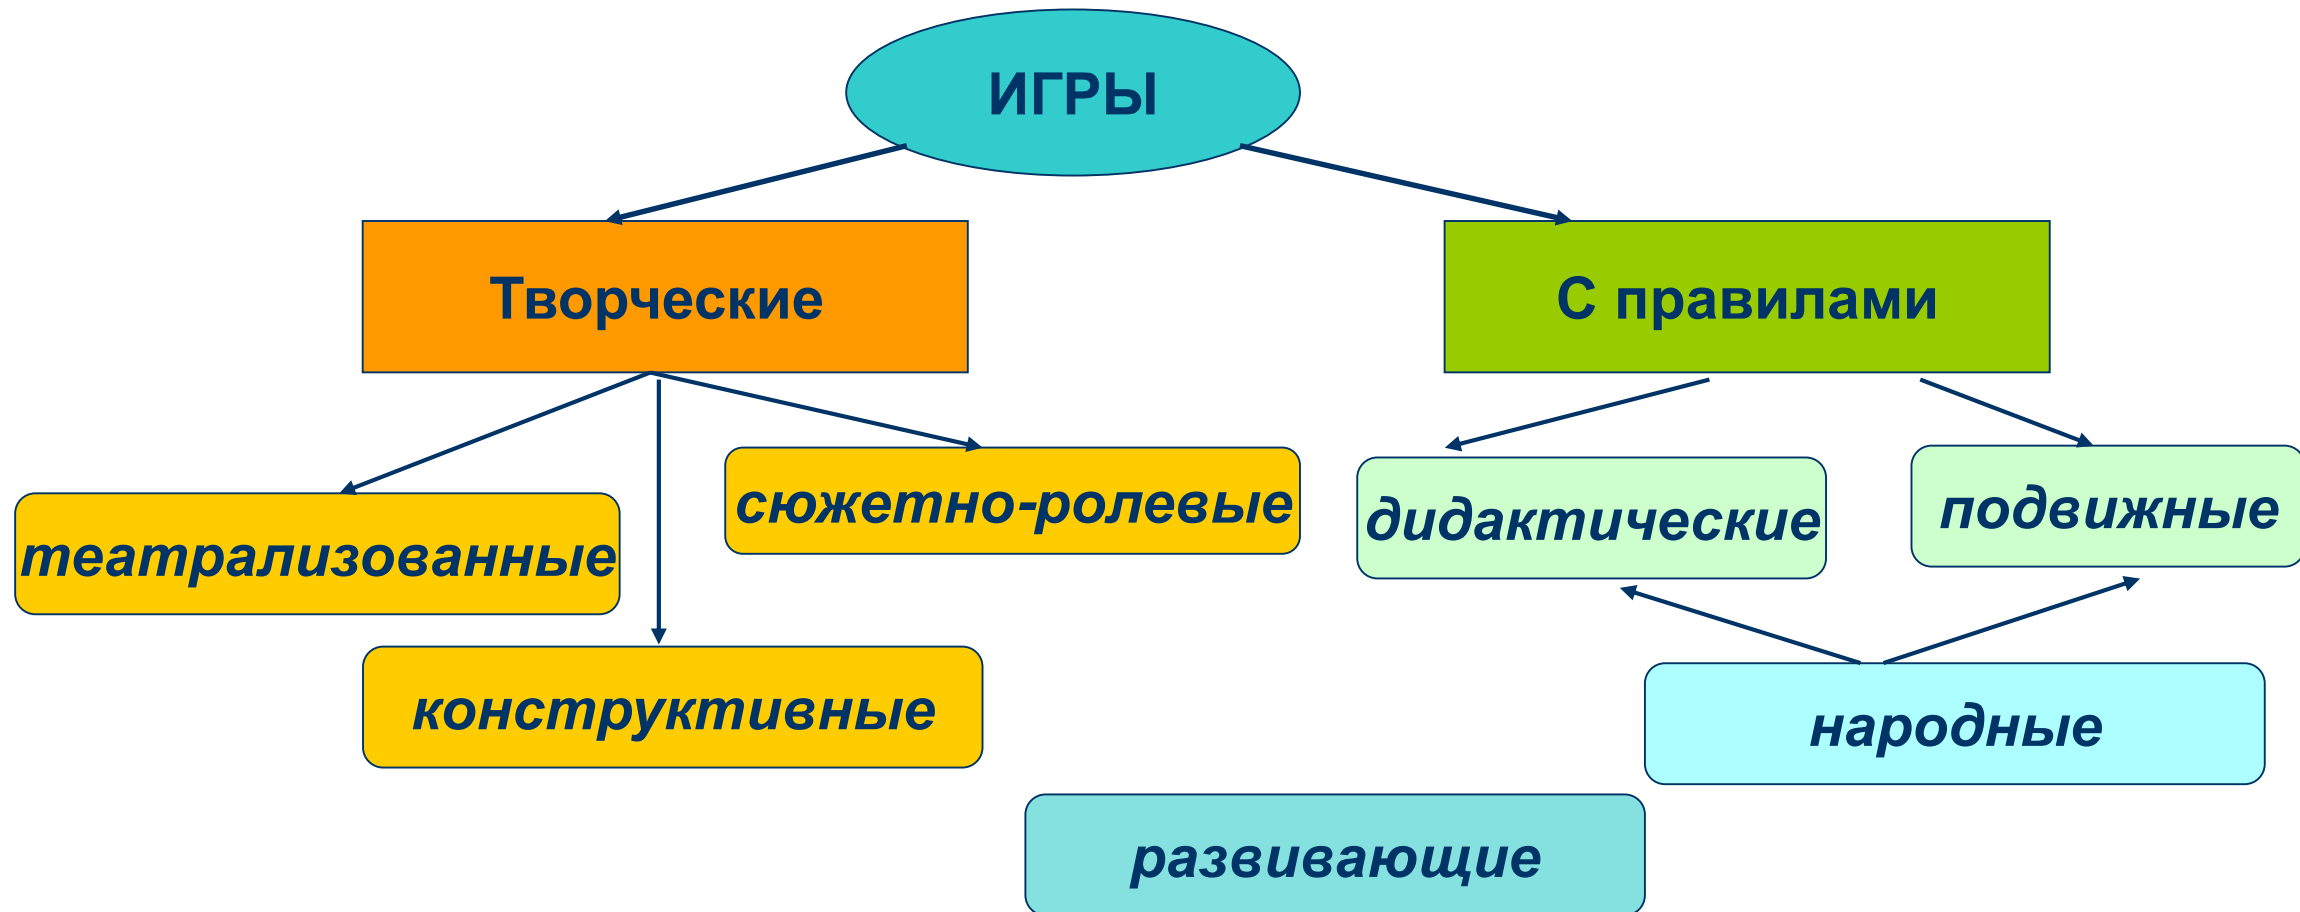 ИГРЫ
Творческие
С правилами
театрализованные
сюжетно-ролевые
конструктивные
дидактические
подвижные
народные
развивающие